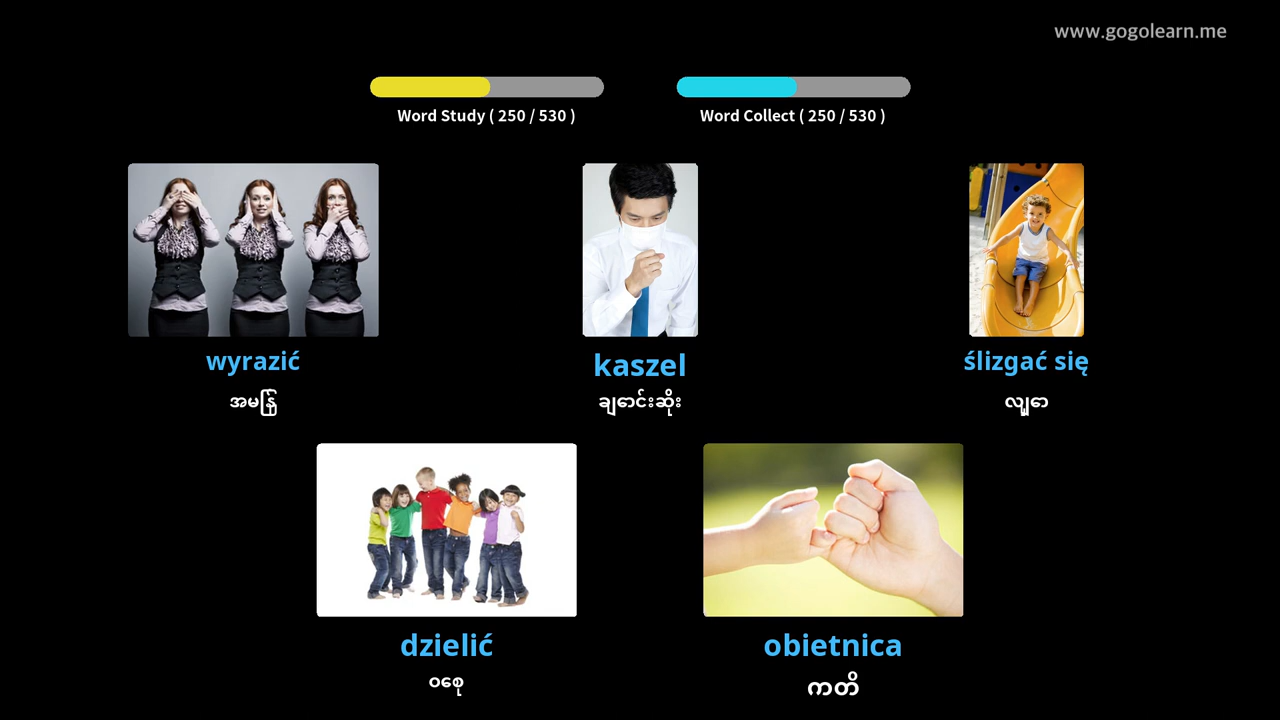 www.gogolearn.me
Word Study ( 250 / 530 )
Word Collect ( 250 / 530 )
wyrazić
kaszel
ślizgać się
အမန့်
ချောင်းဆိုး
လျှော
dzielić
obietnica
ဝေစု
ကတိ